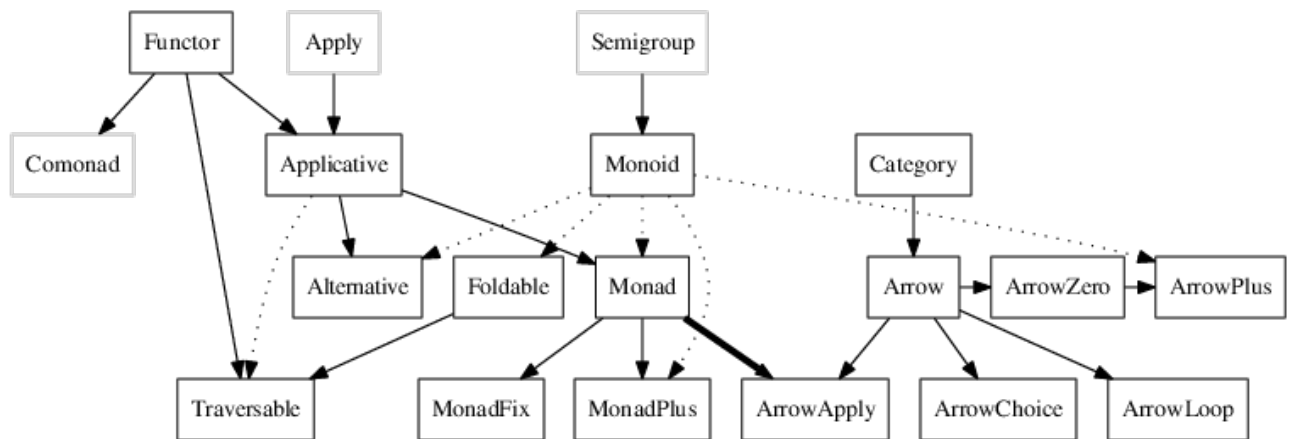 Functor
Apply
Semigroup
Comonad
Applicative
Monoid
Category
Alternative
Foldable
Monad
Arrow
ArrowZero
ArrowPlus
Traversable
MonadFix
MonadPlus
ArrowApply
ArrowChoice
ArrowLoop